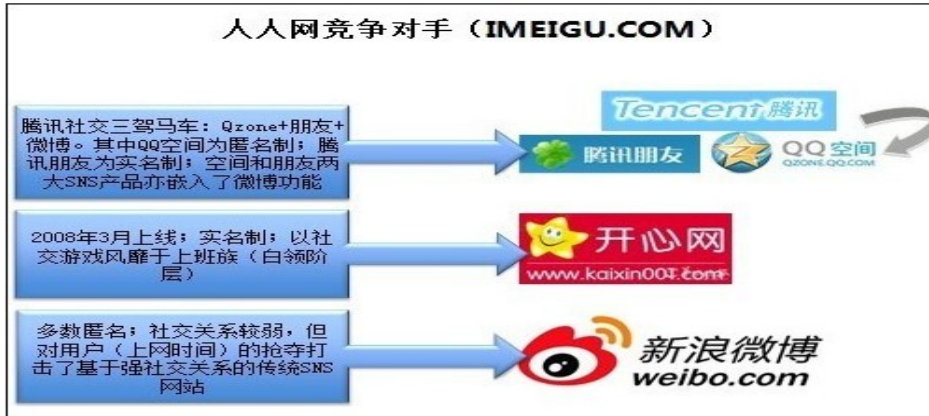 人人网竞争对手（IMEIGU.COM）
腾讯社交三驾马车：Qzone+朋友+
微博。其中QQ空间为匿名制；腾
讯朋友为实名制；空间和朋友两
大SNS产品亦嵌入了微博功能
Tencent 腾讯
腾讯朋友
QQ空间
QZONE.QQ.COM
2008年3月上线；实名制；以社
交游戏风靡于上班族（白领阶
层）
开心网
www.kaixin001.com
多数匿名；社交关系较弱，但
对用户（上网时间）的抢夺打
击了基于强社交关系的传统SNS
网站
新浪微博
weibo.com